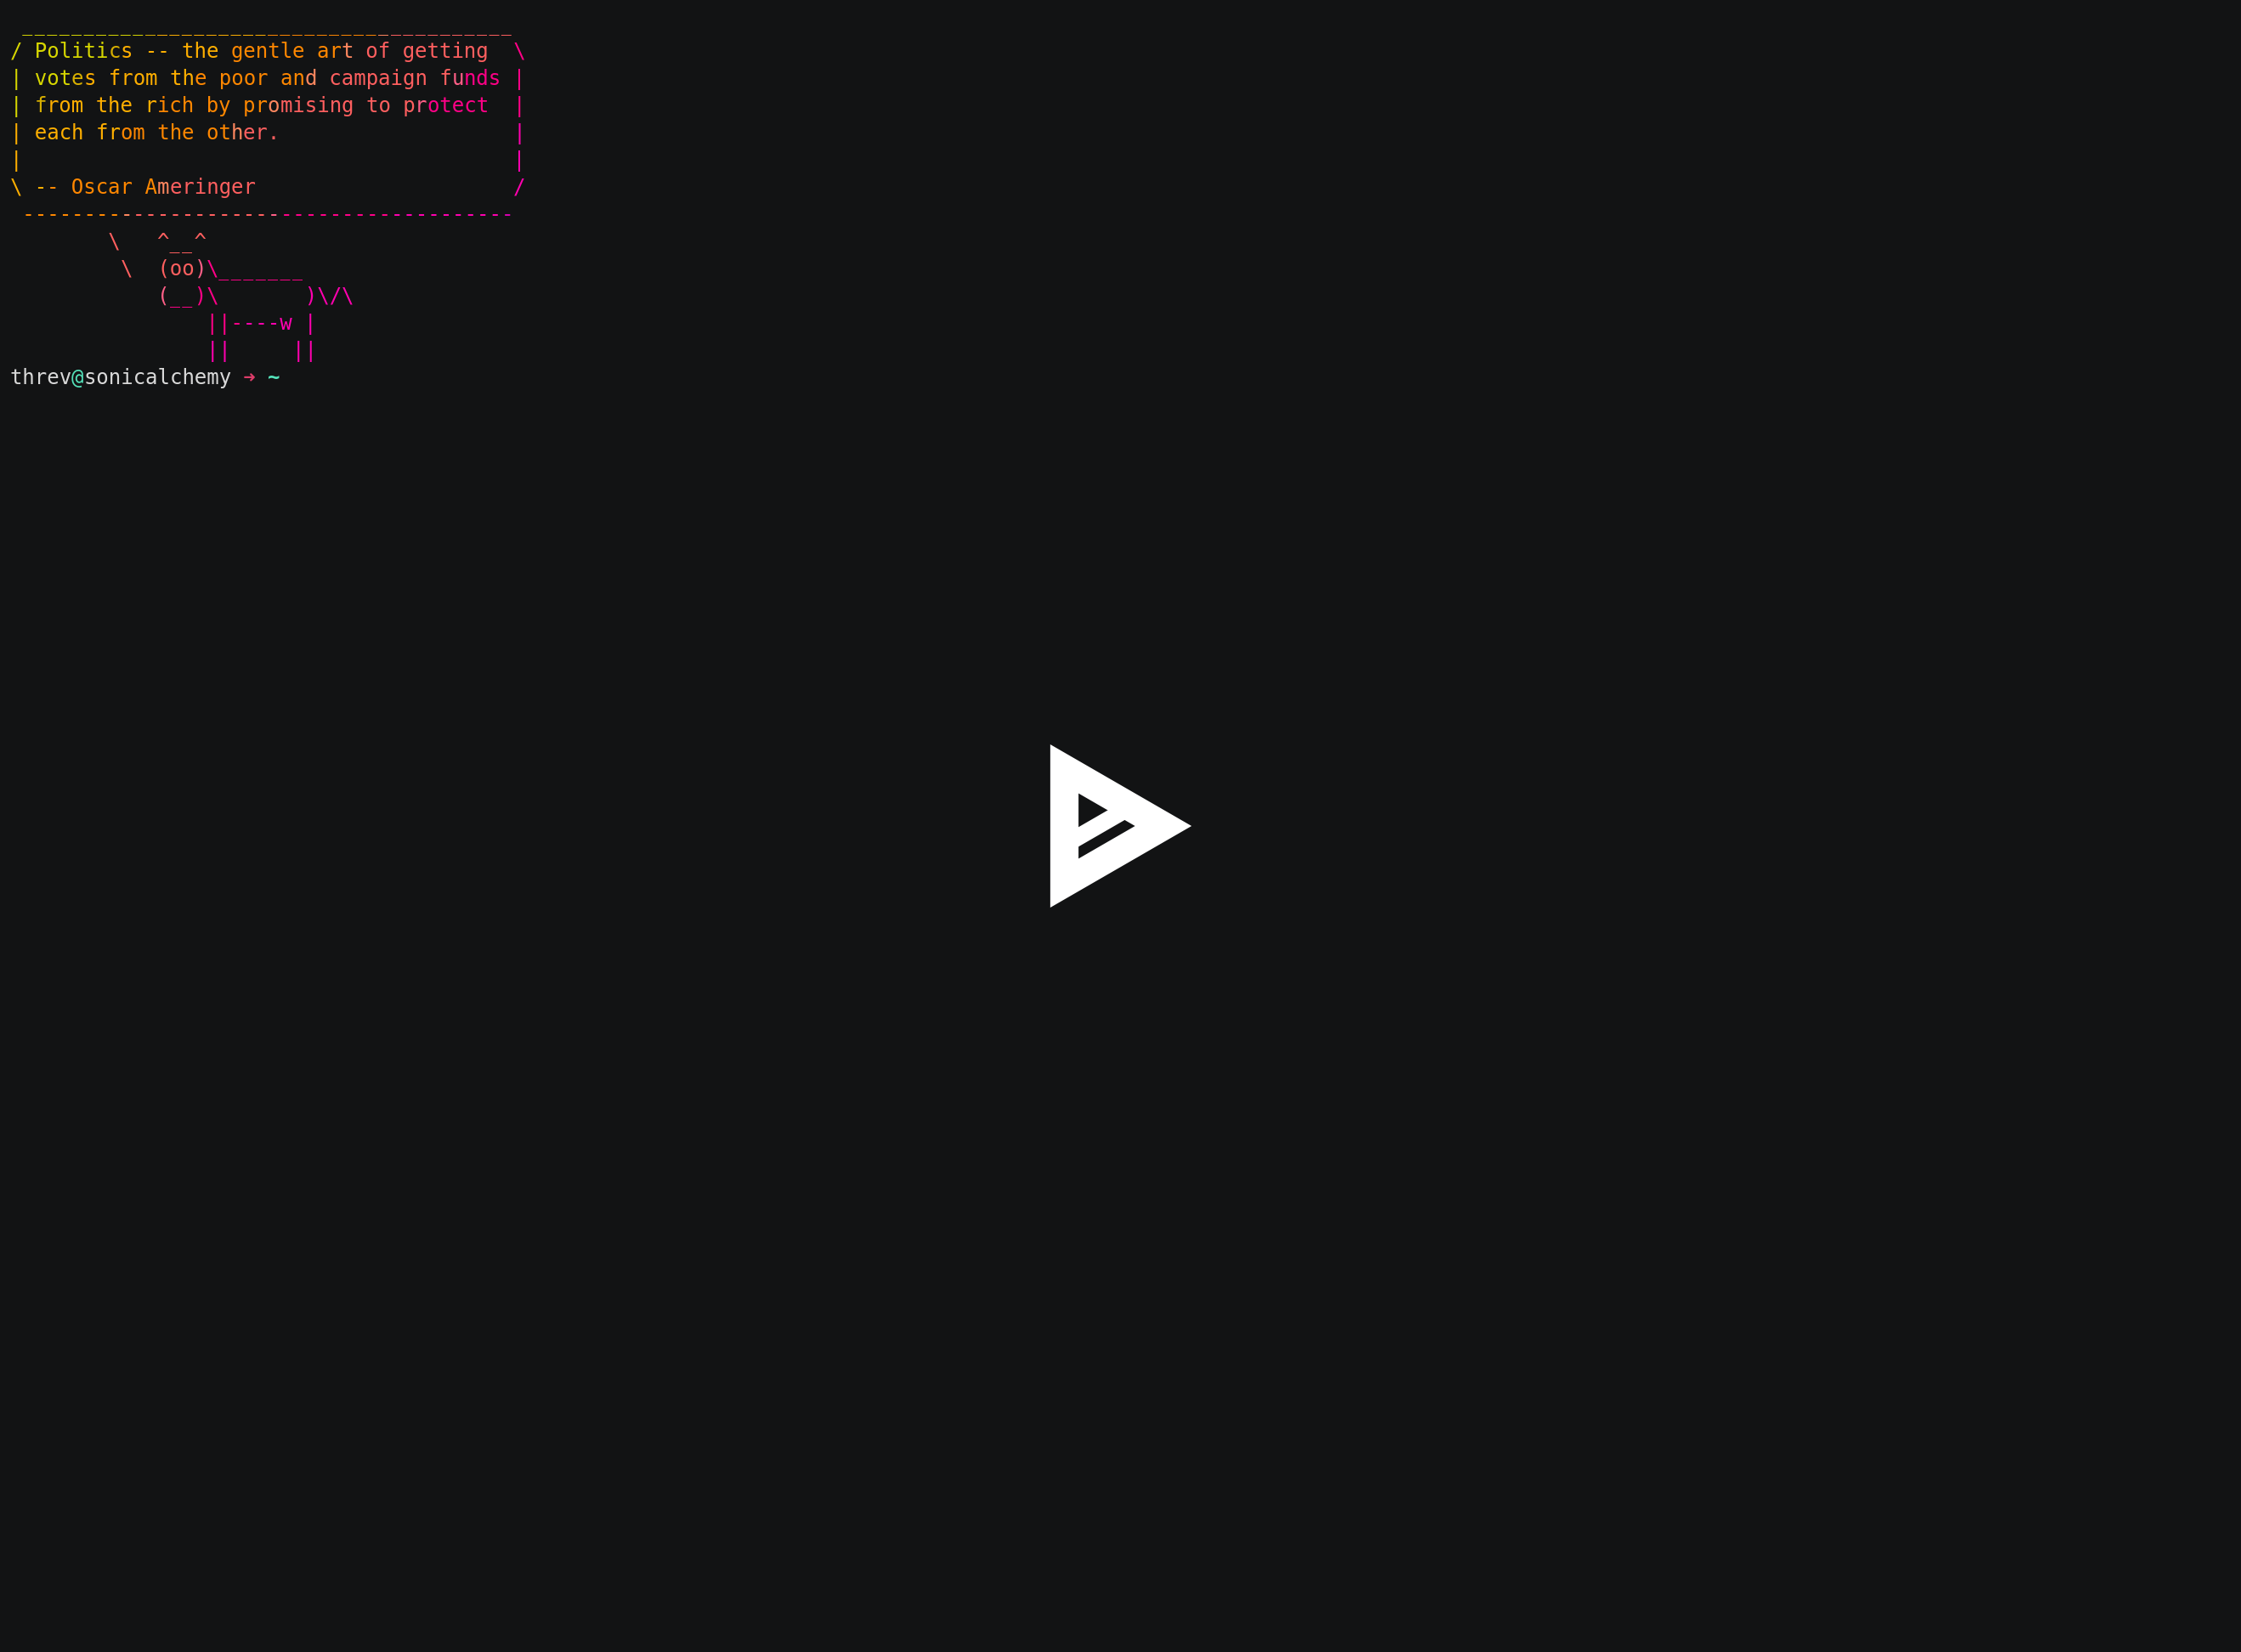 ________________________________________
/ Politics -- the gentle art of getting  \
| votes from the poor and campaign funds |
| from the rich by promising to protect  |
| each from the other.                   |
|                                        |
\ -- Oscar Ameringer                     /
 ----------------------------------------
        \   ^__^
         \  (oo)\_______
            (__)\       )\/\
                ||----w |
                ||     ||
threv@sonicalchemy ➜ ~